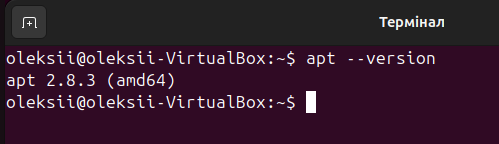 Термінал
oleksii@oleksii-VirtualBox:~$ apt --version
apt 2.8.3 (amd64)
oleksii@oleksii-VirtualBox:~$